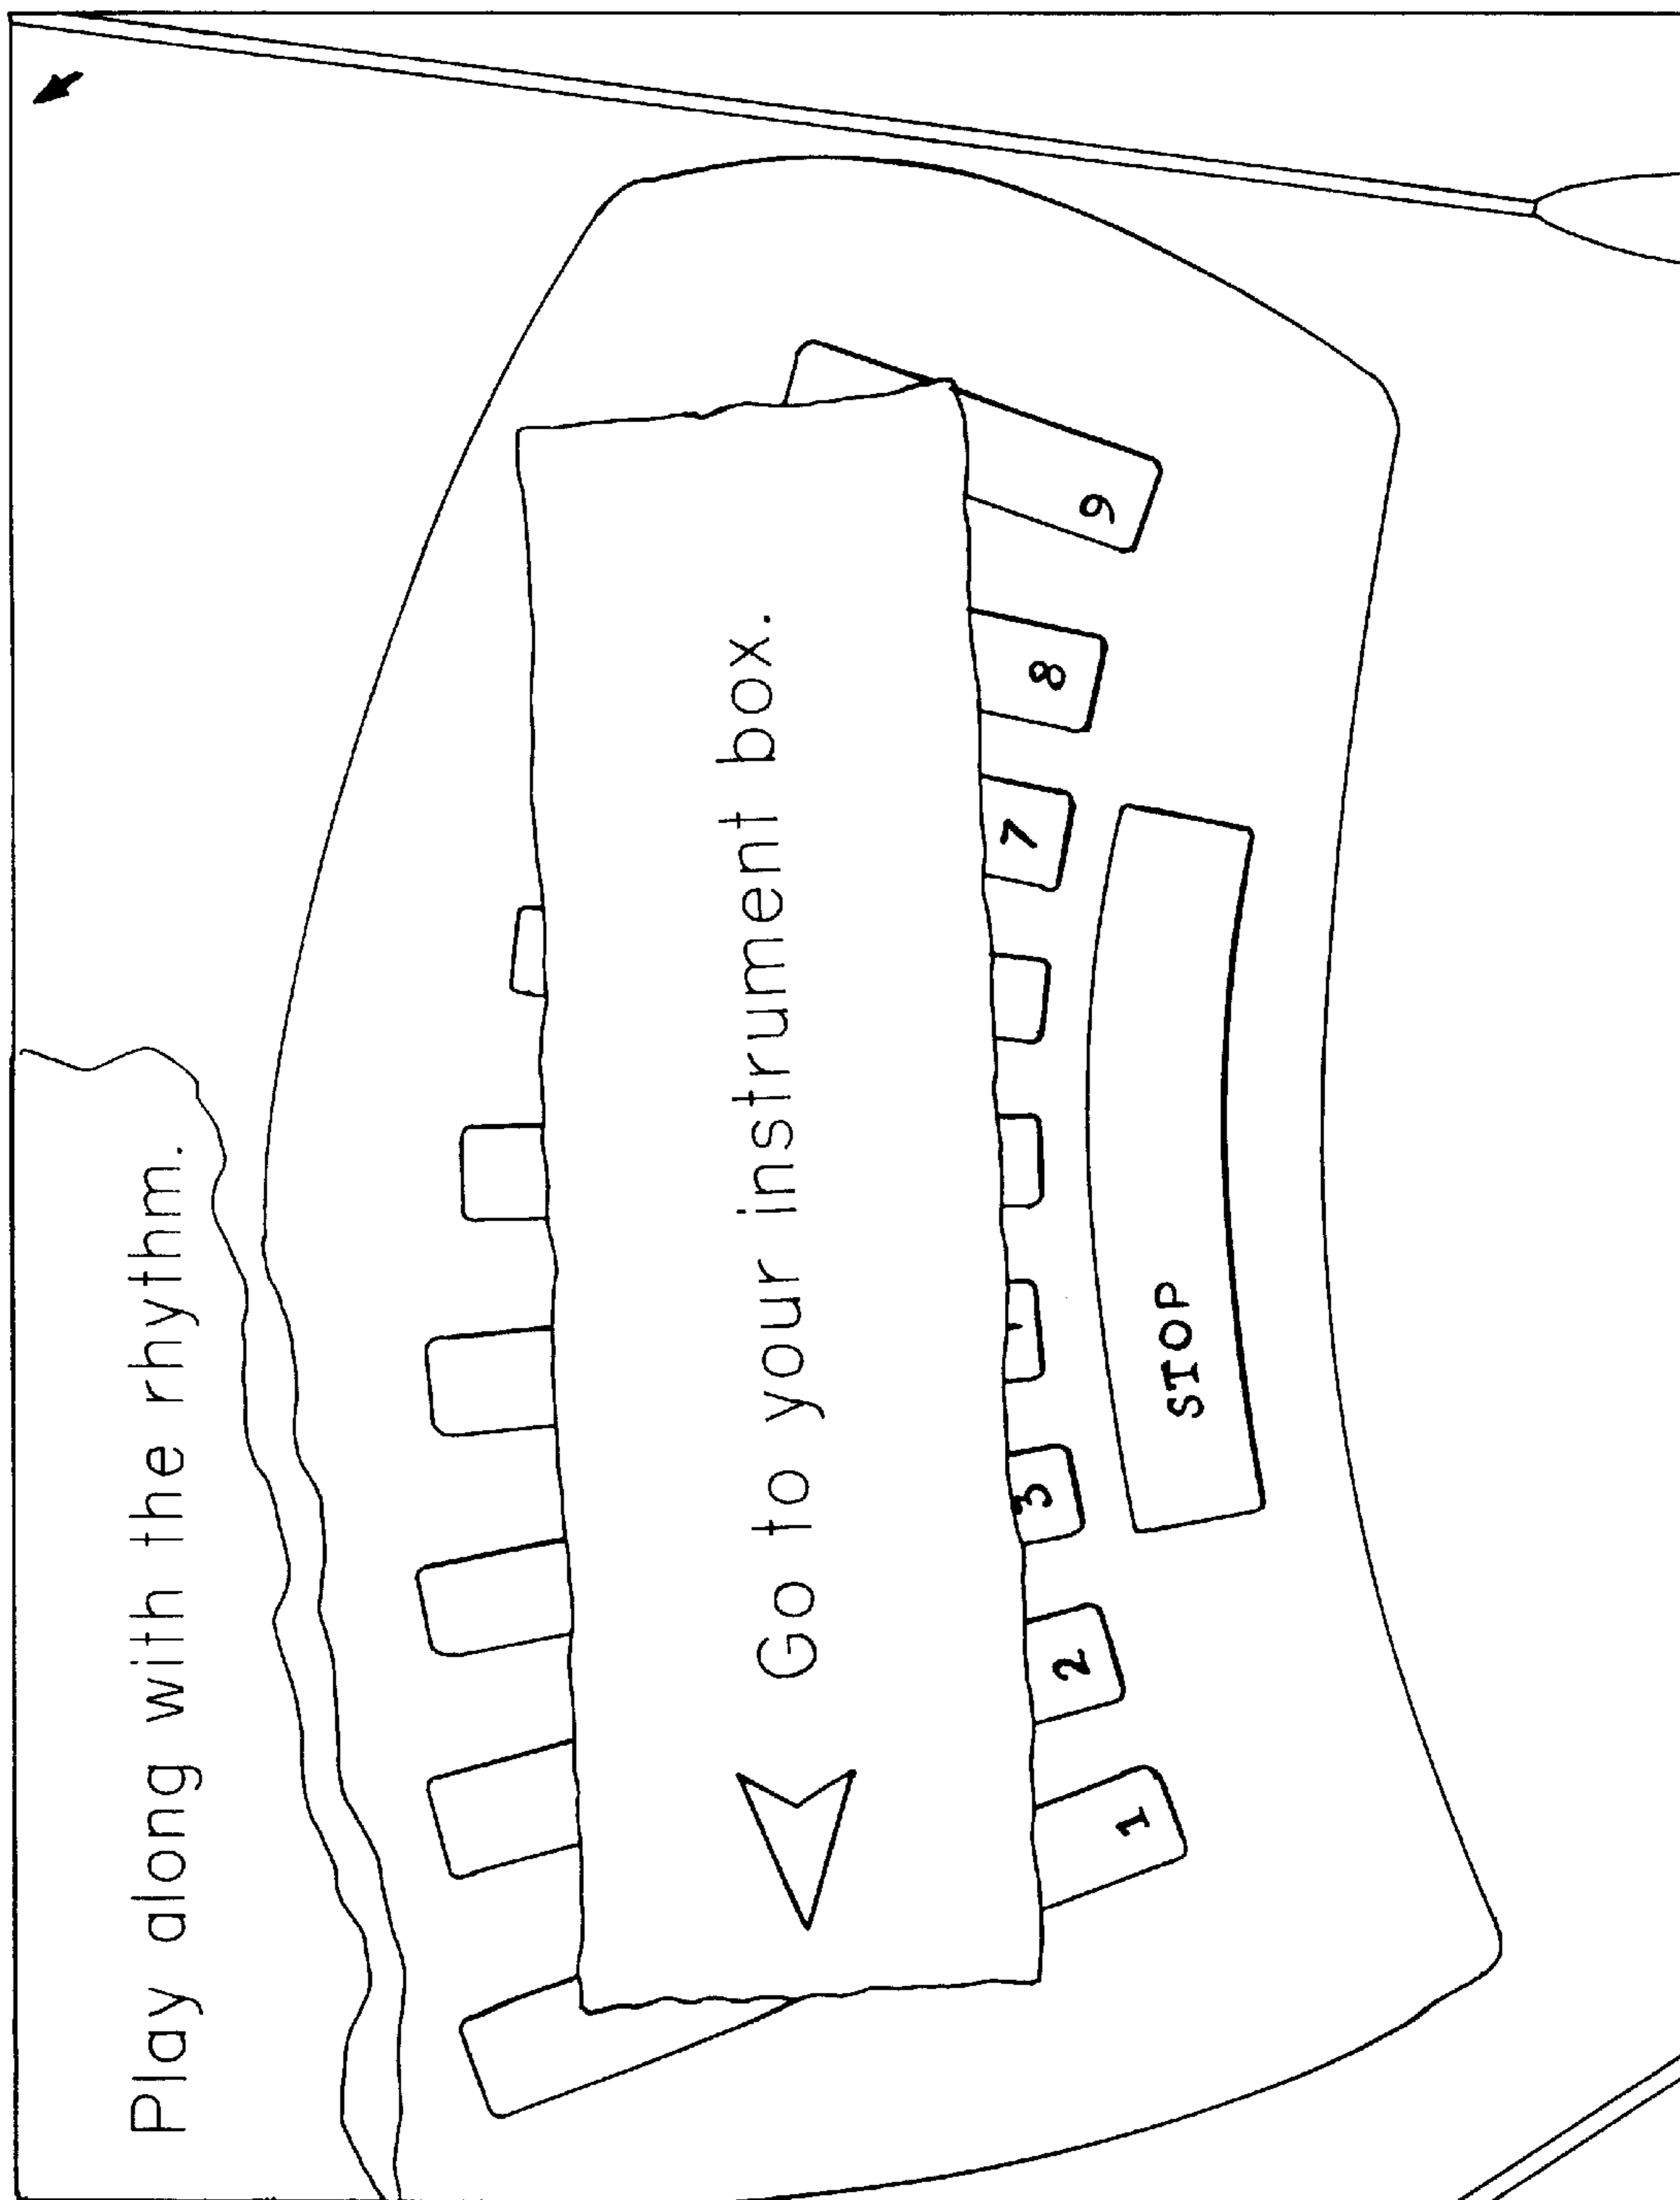 Play along with the rhythm.
Go to your instrument box.
1 2 3 7 8 9
STOP